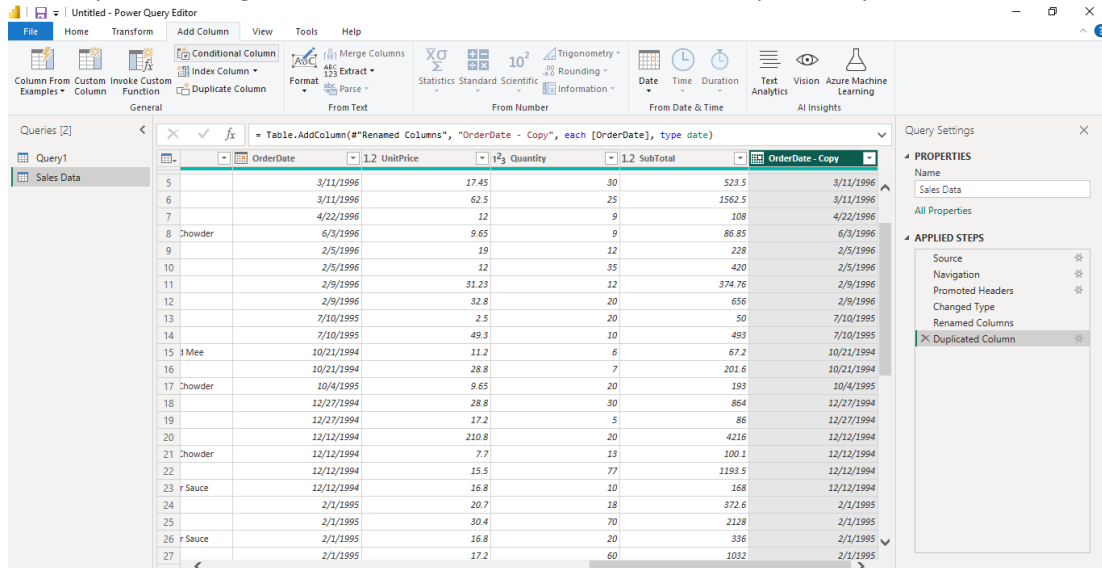 Untitled - Power Query Editor
File Home Transform Add Column View Tools Help
Column From Examples
Custom Column
Invoke Custom Function
Conditional Column
Index Column
Duplicate Column
General
Format
Merge Columns
Extract
Parse
From Text
Statistics
Standard
Scientific
Trigonometry
Rounding
Information
From Number
Date
Time
Duration
From Date & Time
Text Analytics
Vision
Azure Machine Learning
AI Insights
Queries [2]
Query1
Sales Data
fx = Table.AddColumn(#"Renamed Columns", "OrderDate - Copy", each [OrderDate], type date)
OrderDate 1.2 UnitPrice 1²3 Quantity 1.2 SubTotal OrderDate - Copy
5 3/11/1996 17.45 30 523.5 3/11/1996
6 3/11/1996 62.5 25 1562.5 3/11/1996
7 4/22/1996 12 9 108 4/22/1996
8 Chowder 6/3/1996 9.65 9 86.85 6/3/1996
9 2/5/1996 19 12 228 2/5/1996
10 2/5/1996 12 35 420 2/5/1996
11 2/9/1996 31.23 12 374.76 2/9/1996
12 2/9/1996 32.8 20 656 2/9/1996
13 7/10/1995 2.5 20 50 7/10/1995
14 7/10/1995 49.3 10 493 7/10/1995
15 d Mee 10/21/1994 11.2 6 67.2 10/21/1994
16 10/21/1994 28.8 7 201.6 10/21/1994
17 Chowder 10/4/1995 9.65 20 193 10/4/1995
18 12/27/1994 28.8 30 864 12/27/1994
19 12/27/1994 17.2 5 86 12/27/1994
20 12/12/1994 210.8 20 4216 12/12/1994
21 Chowder 12/12/1994 7.7 13 100.1 12/12/1994
22 12/12/1994 15.5 77 1193.5 12/12/1994
23 r Sauce 12/12/1994 16.8 10 168 12/12/1994
24 2/1/1995 20.7 18 372.6 2/1/1995
25 2/1/1995 30.4 70 2128 2/1/1995
26 r Sauce 2/1/1995 16.8 20 336 2/1/1995
27 2/1/1995 17.2 60 1032 2/1/1995
Query Settings
PROPERTIES
Name
Sales Data
All Properties
APPLIED STEPS
Source
Navigation
Promoted Headers
Changed Type
Renamed Columns
Duplicated Column